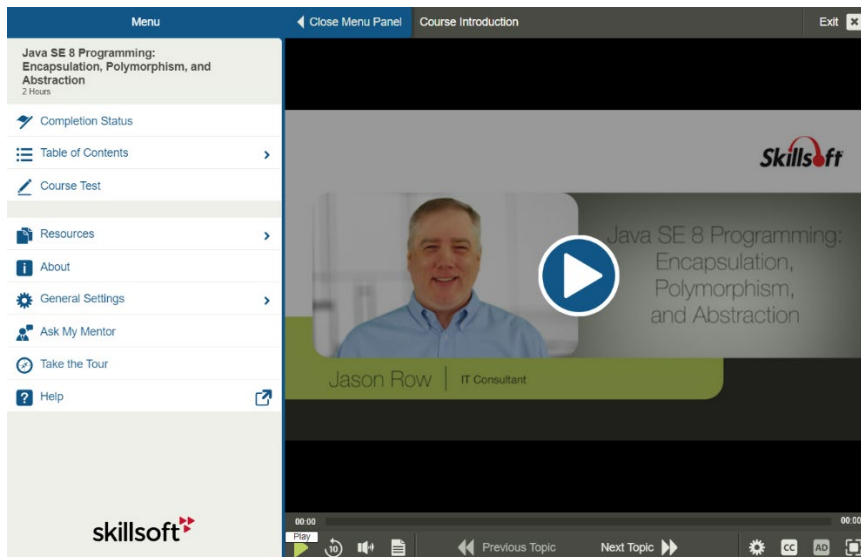 Menu
Close Menu Panel
Course Introduction
Exit
Java SE 8 Programming:
Encapsulation, Polymorphism, and
Abstraction
2 Hours
Completion Status
Table of Contents
Course Test
Resources
About
General Settings
Ask My Mentor
Take the Tour
Help
skillsoft
Skillsoft
Java SE 8 Programming:
Encapsulation,
Polymorphism,
and Abstraction
Jason Row | IT Consultant
00:00
00:00
Play
10
Previous Topic
Next Topic
CC
AD